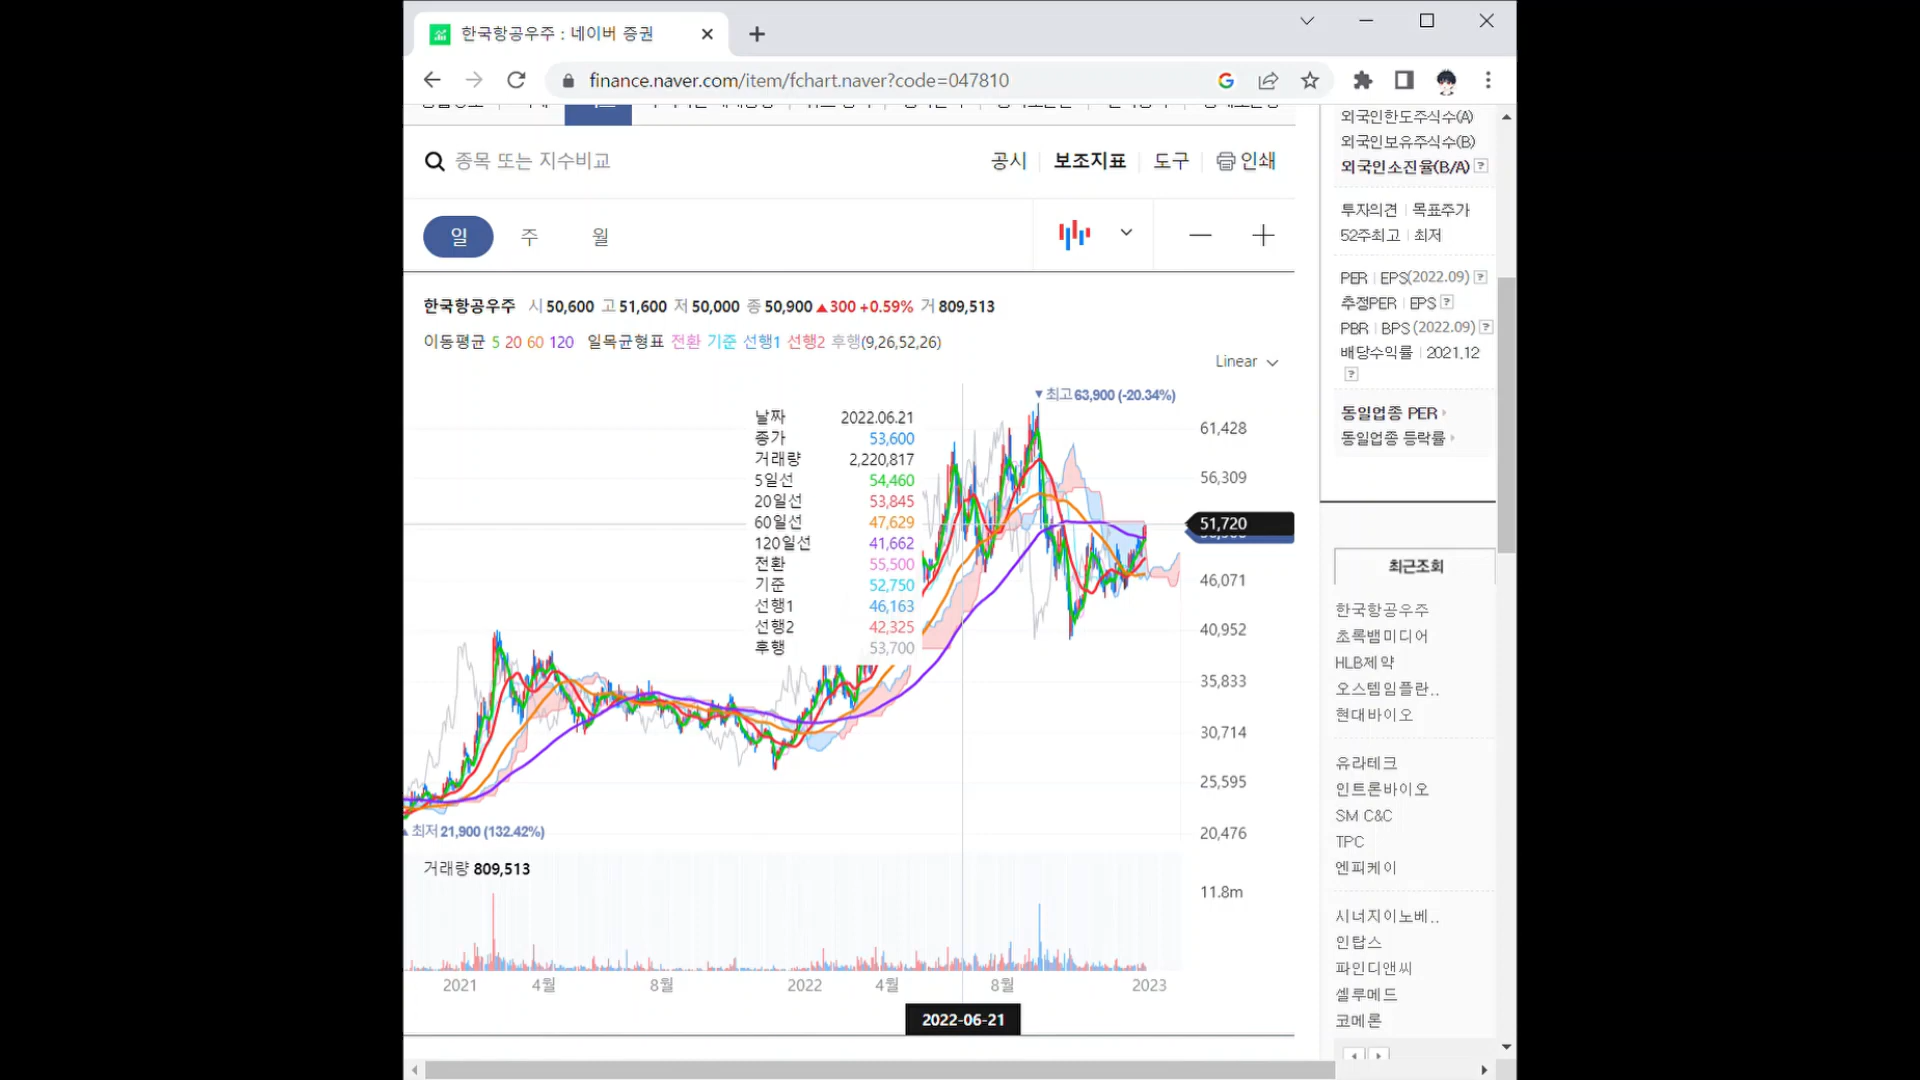 한국항공우주 : 네이버 증권
finance.naver.com/item/fchart.naver?code=047810
종목 또는 지수비교
공시 보조지표 도구 인쇄
일 주 월
한국항공우주 시 50,600 고 51,600 저 50,000 종 50,900 ▲300 +0.59% 거 809,513
이동평균 5 20 60 120 일목균형표 전환 기준 선행1 선행2 후행(9,26,52,26)
Linear
▼최고 63,900 (-20.34%)
날짜 2022.06.21
종가 53,600
거래량 2,220,817
5일선 54,460
20일선 53,845
60일선 47,629
120일선 41,662
전환 55,500
기준 52,750
선행1 46,163
선행2 42,325
후행 53,700
61,428
56,309
51,720
46,071
40,952
35,833
30,714
25,595
20,476
▲최저 21,900 (132.42%)
거래량 809,513
11.8m
2021 4월 8월 2022 4월 8월 2023
2022-06-21
외국인한도주식수(A)
외국인보유주식수(B)
외국인소진율(B/A) ?
투자의견 | 목표주가
52주최고 | 최저
PER | EPS(2022.09) ?
추정PER | EPS ?
PBR | BPS (2022.09) ?
배당수익률 | 2021.12
?
동일업종 PER
동일업종 등락률
최근조회
한국항공우주
초록뱀미디어
HLB제약
오스템임플란..
현대바이오
유라테크
인트론바이오
SM C&C
TPC
엔피케이
시너지이노베..
인탑스
파인디앤씨
셀루메드
코메론